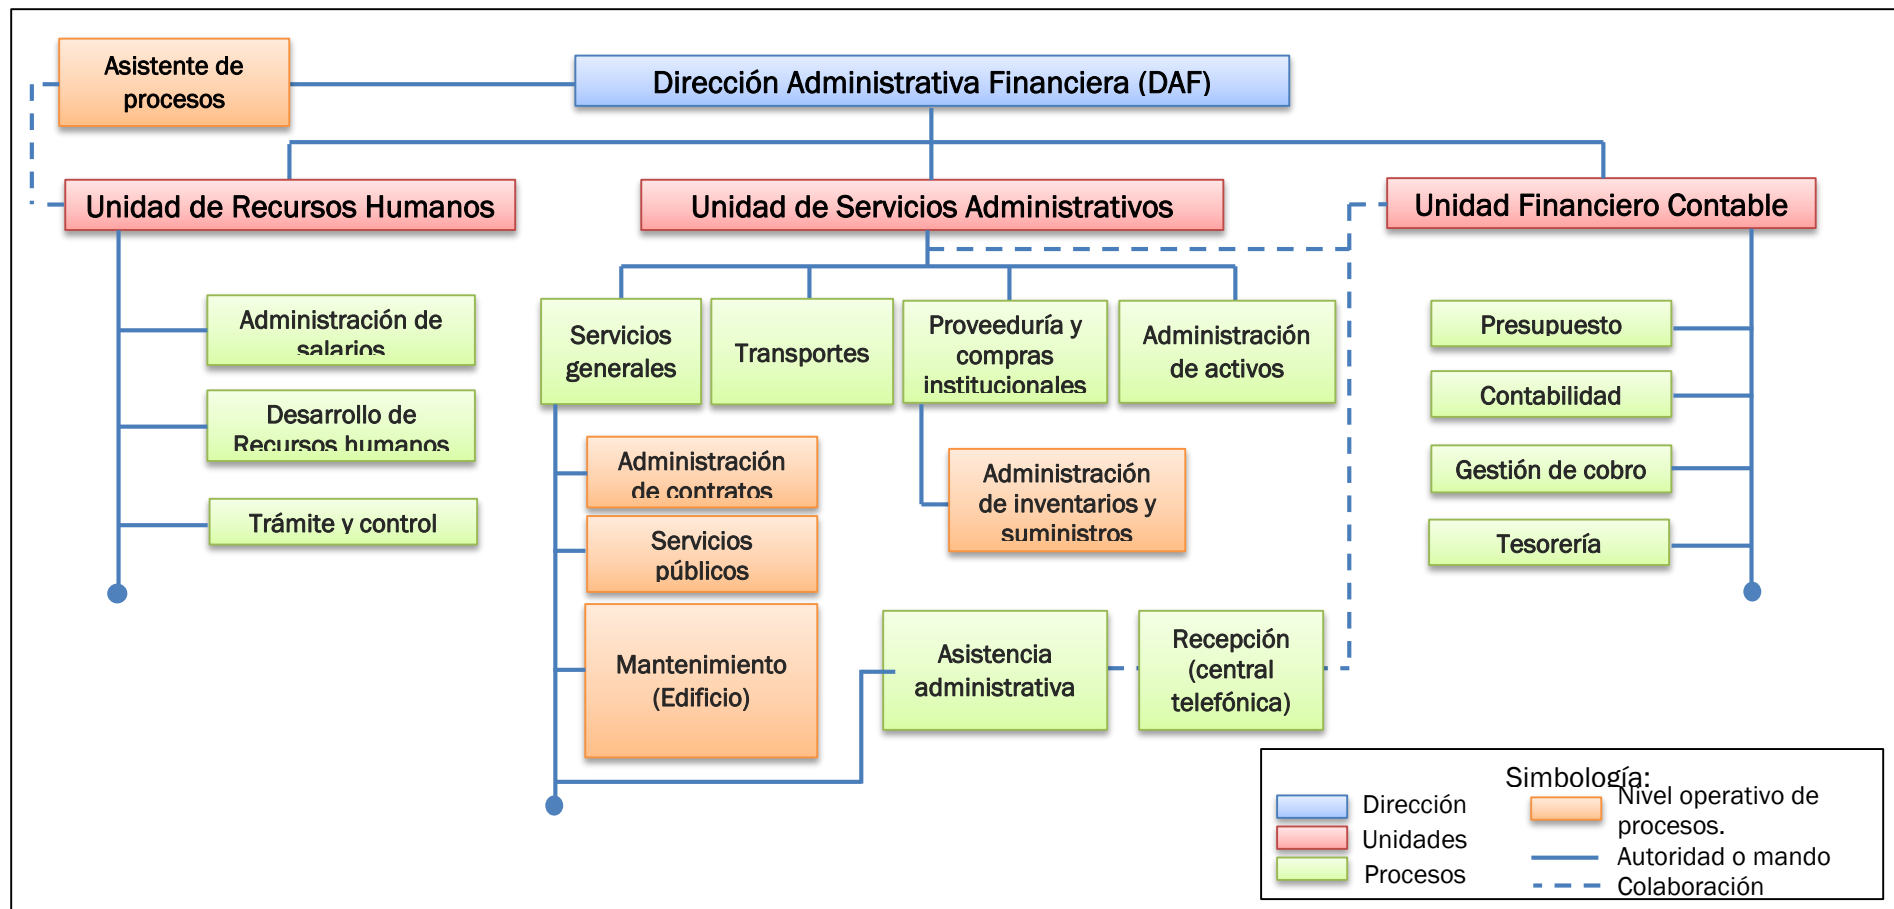 Asistente de
procesos
Dirección Administrativa Financiera (DAF)
Unidad de Recursos Humanos
Unidad de Servicios Administrativos
Unidad Financiero Contable
Administración de
salarios
Desarrollo de
Recursos humanos
Trámite y control
Servicios
generales
Transportes
Proveeduría y
compras
institucionales
Administración
de activos
Administración
de contratos
Servicios
públicos
Mantenimiento
(Edificio)
Administración
de inventarios y
suministros
Asistencia
administrativa
Recepción
(central
telefónica)
Presupuesto
Contabilidad
Gestión de cobro
Tesorería
Simbología:
Dirección
Unidades
Procesos
Nivel operativo de
procesos.
Autoridad o mando
Colaboración